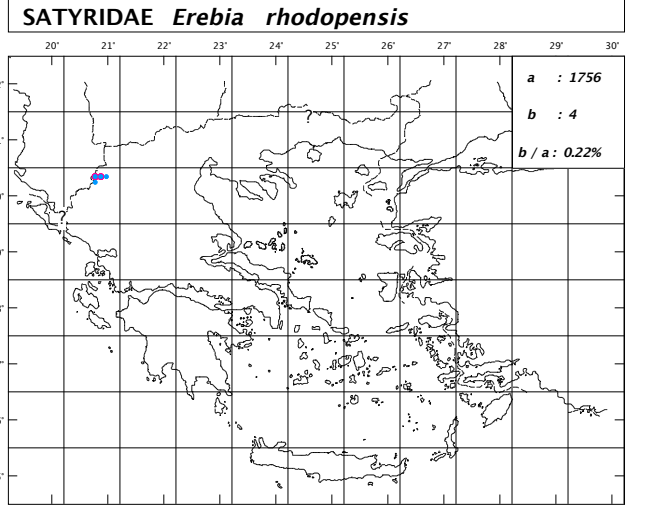 SATYRIDAE Erebia rhodopensis
20° 21° 22° 23° 24° 25° 26° 27° 28° 29° 30°
a : 1756
b : 4
b / a : 0.22%
?